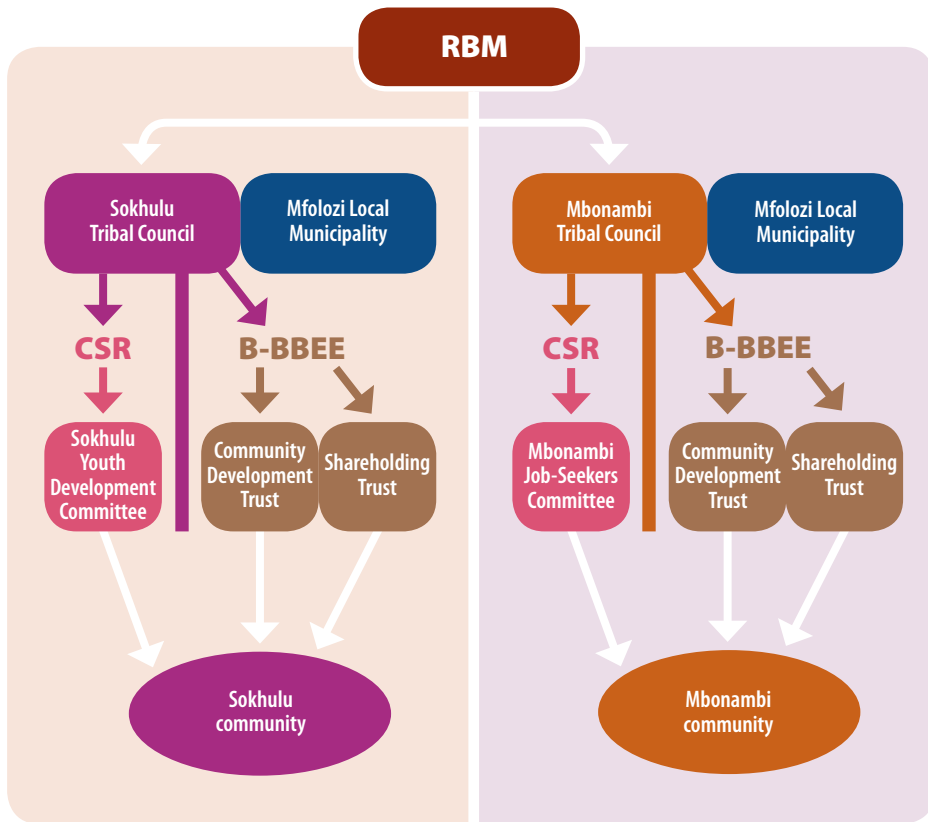 RBM
Sokhulu
Tribal Council
Mfolozi Local
Municipality
CSR
B-BBEE
Sokhulu
Youth
Development
Committee
Community
Development
Trust
Shareholding
Trust
Sokhulu
community
Mbonambi
Tribal Council
Mfolozi Local
Municipality
CSR
B-BBEE
Mbonambi
Job-Seekers
Committee
Community
Development
Trust
Shareholding
Trust
Mbonambi
community